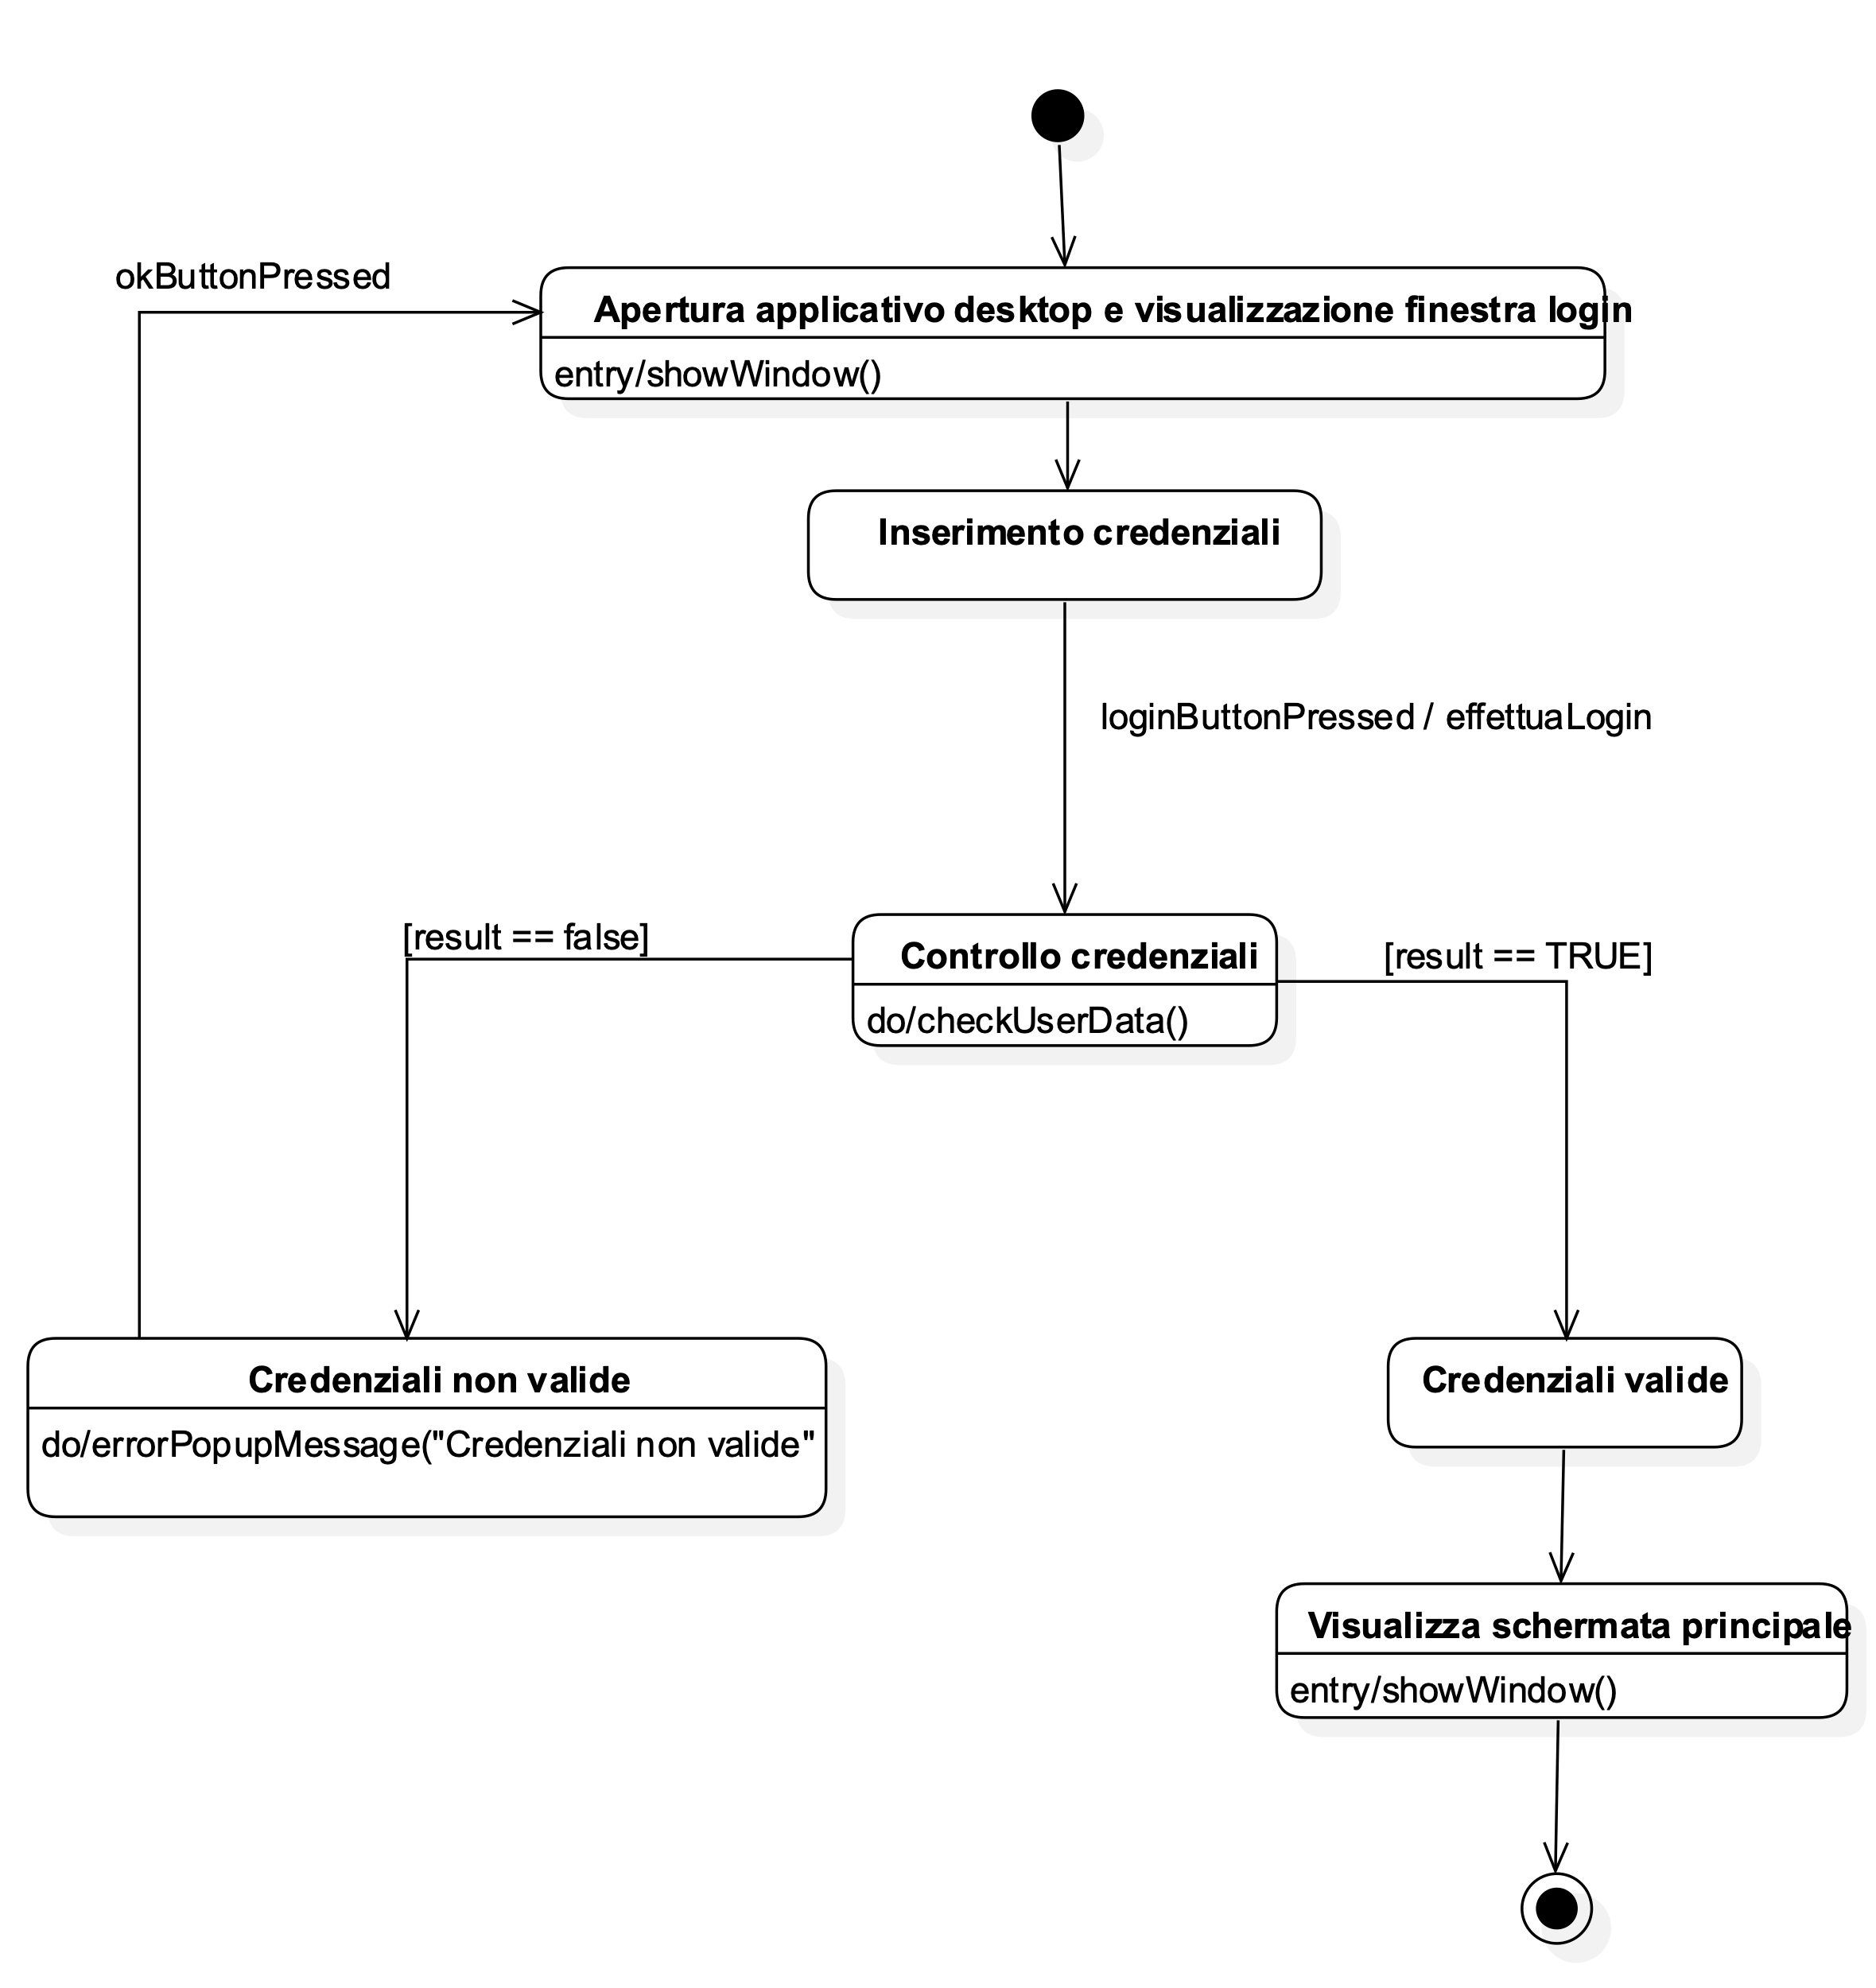 okButtonPressed
Apertura applicativo desktop e visualizzazione finestra login
entry/showWindow()
Inserimento credenziali
loginButtonPressed / effettuaLogin
[result == false]
Controllo credenziali
[result == TRUE]
do/checkUserData()
Credenziali non valide
do/errorPopupMessage("Credenziali non valide"
Credenziali valide
Visualizza schermata principale
entry/showWindow()